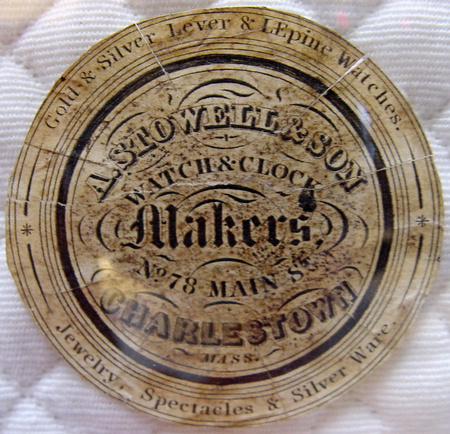 Gold & Silver Lever & LEpine Watches.
A. STOWELL & SON
WATCH & CLOCK
Makers,
No. 78 MAIN St.
CHARLESTOWN
MASS.
Jewelry, Spectacles & Silver Ware.